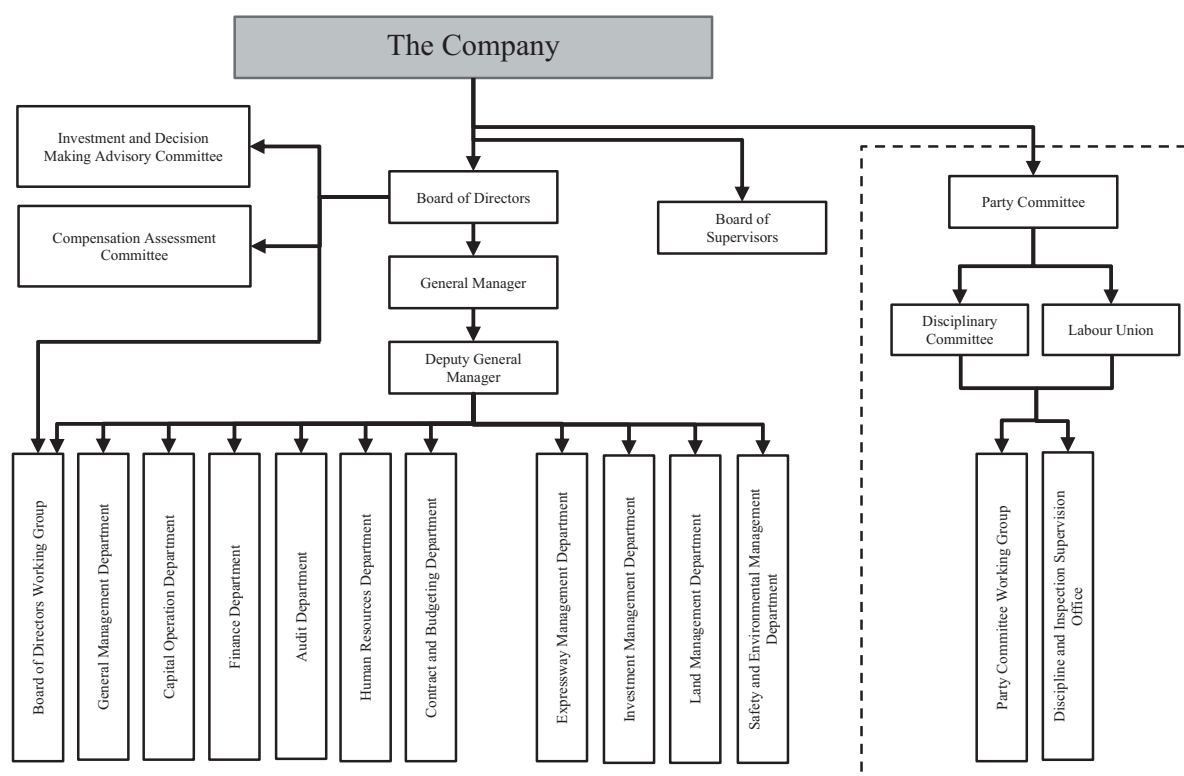 The Company
Investment and Decision
Making Advisory Committee
Compensation Assessment
Committee
Board of Directors
Board of
Supervisors
Party Committee
General Manager
Disciplinary
Committee
Labour Union
Deputy General
Manager
Board of Directors Working Group
General Management Department
Capital Operation Department
Finance Department
Audit Department
Human Resources Department
Contract and Budgeting Department
Expressway Management Department
Investment Management Department
Land Management Department
Safety and Environmental Management
Department
Party Committee Working Group
Discipline and Inspection Supervision
Office